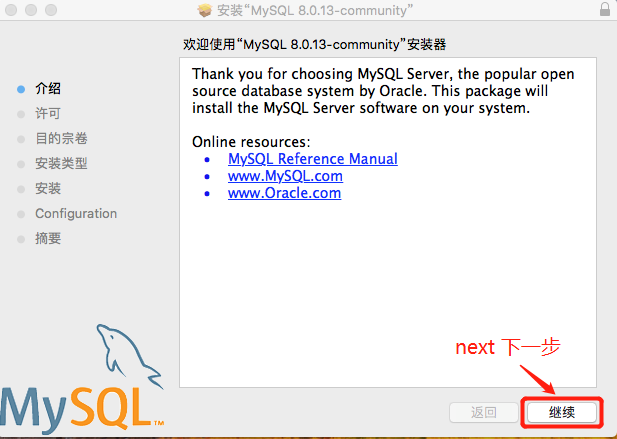 安装“MySQL 8.0.13-community”
欢迎使用“MySQL 8.0.13-community”安装器
介绍
许可
目的宗卷
安装类型
安装
Configuration
摘要
Thank you for choosing MySQL Server, the popular open
source database system by Oracle. This package will
install the MySQL Server software on your system.
Online resources:
• MySQL Reference Manual
• www.MySQL.com
• www.Oracle.com
next 下一步
MySQL™
返回
继续